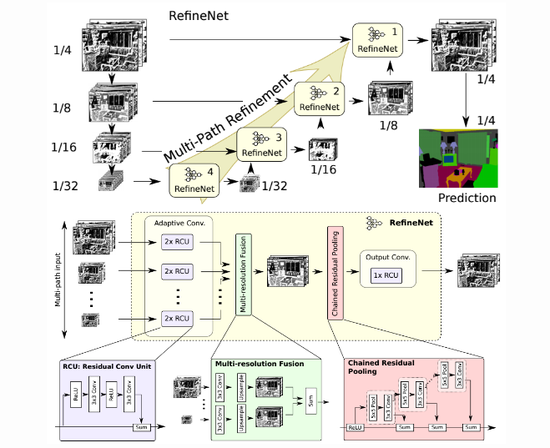 RefineNet
1/4
1/8
1/16
1/32
Multi-Path Refinement
1
RefineNet
2
RefineNet
3
RefineNet
4
RefineNet
1/32
1/16
1/8
1/4
1/4
Prediction
RefineNet
Multi-path input
Adaptive Conv.
2x RCU
2x RCU
2x RCU
Multi-resolution Fusion
Chained Residual Pooling
Output Conv.
1x RCU
RCU: Residual Conv Unit
ReLU
3x3 Conv
ReLU
3x3 Conv
Sum
Multi-resolution Fusion
3x3 Conv
Upsample
3x3 Conv
Upsample
Sum
Chained Residual
Pooling
ReLU
5x5 Pool
3x3 Conv
5x5 Pool
3x3 Conv
5x5 Pool
3x3 Conv
Sum
Sum
Sum